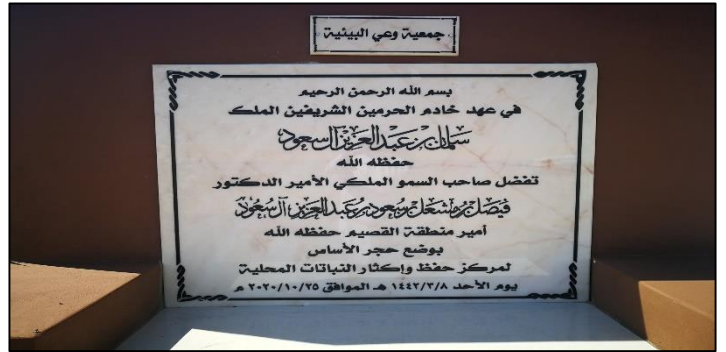 جمعية وعي البيئية
بسم الله الرحمن الرحيم
في عهد خادم الحرمين الشريفين الملك
سلمان بن عبدالعزيز آل سعود
حفظه الله
تفضل صاحب السمو الملكي الأمير الدكتور
فيصل بن مشعل بن سعود بن عبدالعزيز آل سعود
أمير منطقة القصيم حفظه الله
بوضع حجر الأساس
لمركز حفظ وإكثار النباتات المحلية
يوم الأحد ١٤٤٢/٣/٨ هـ الموافق ٢٠٢٠/١٠/٢٥ م